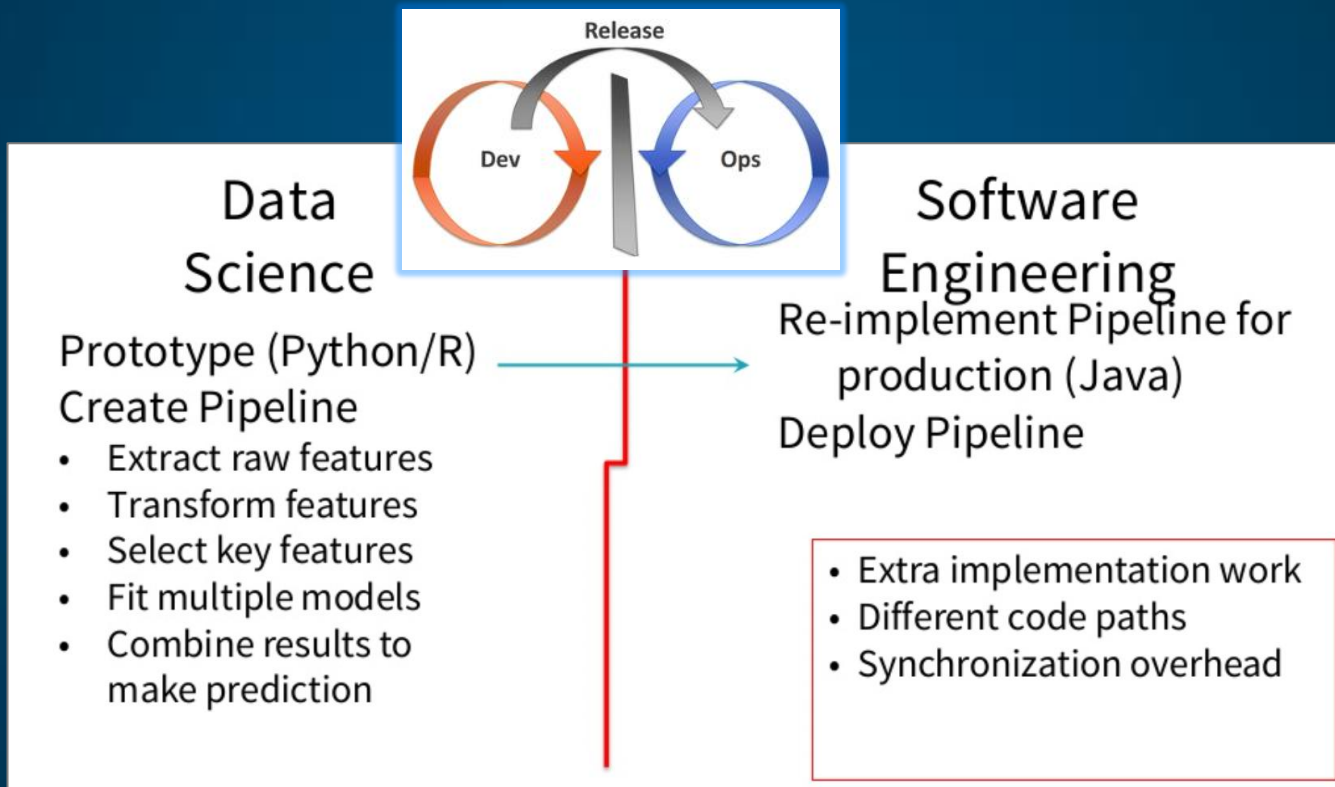 Release
Dev
Ops
Data
Science
Prototype (Python/R)
Create Pipeline
• Extract raw features
• Transform features
• Select key features
• Fit multiple models
• Combine results to
make prediction
Software
Engineering
Re-implement Pipeline for
production (Java)
Deploy Pipeline
• Extra implementation work
• Different code paths
• Synchronization overhead